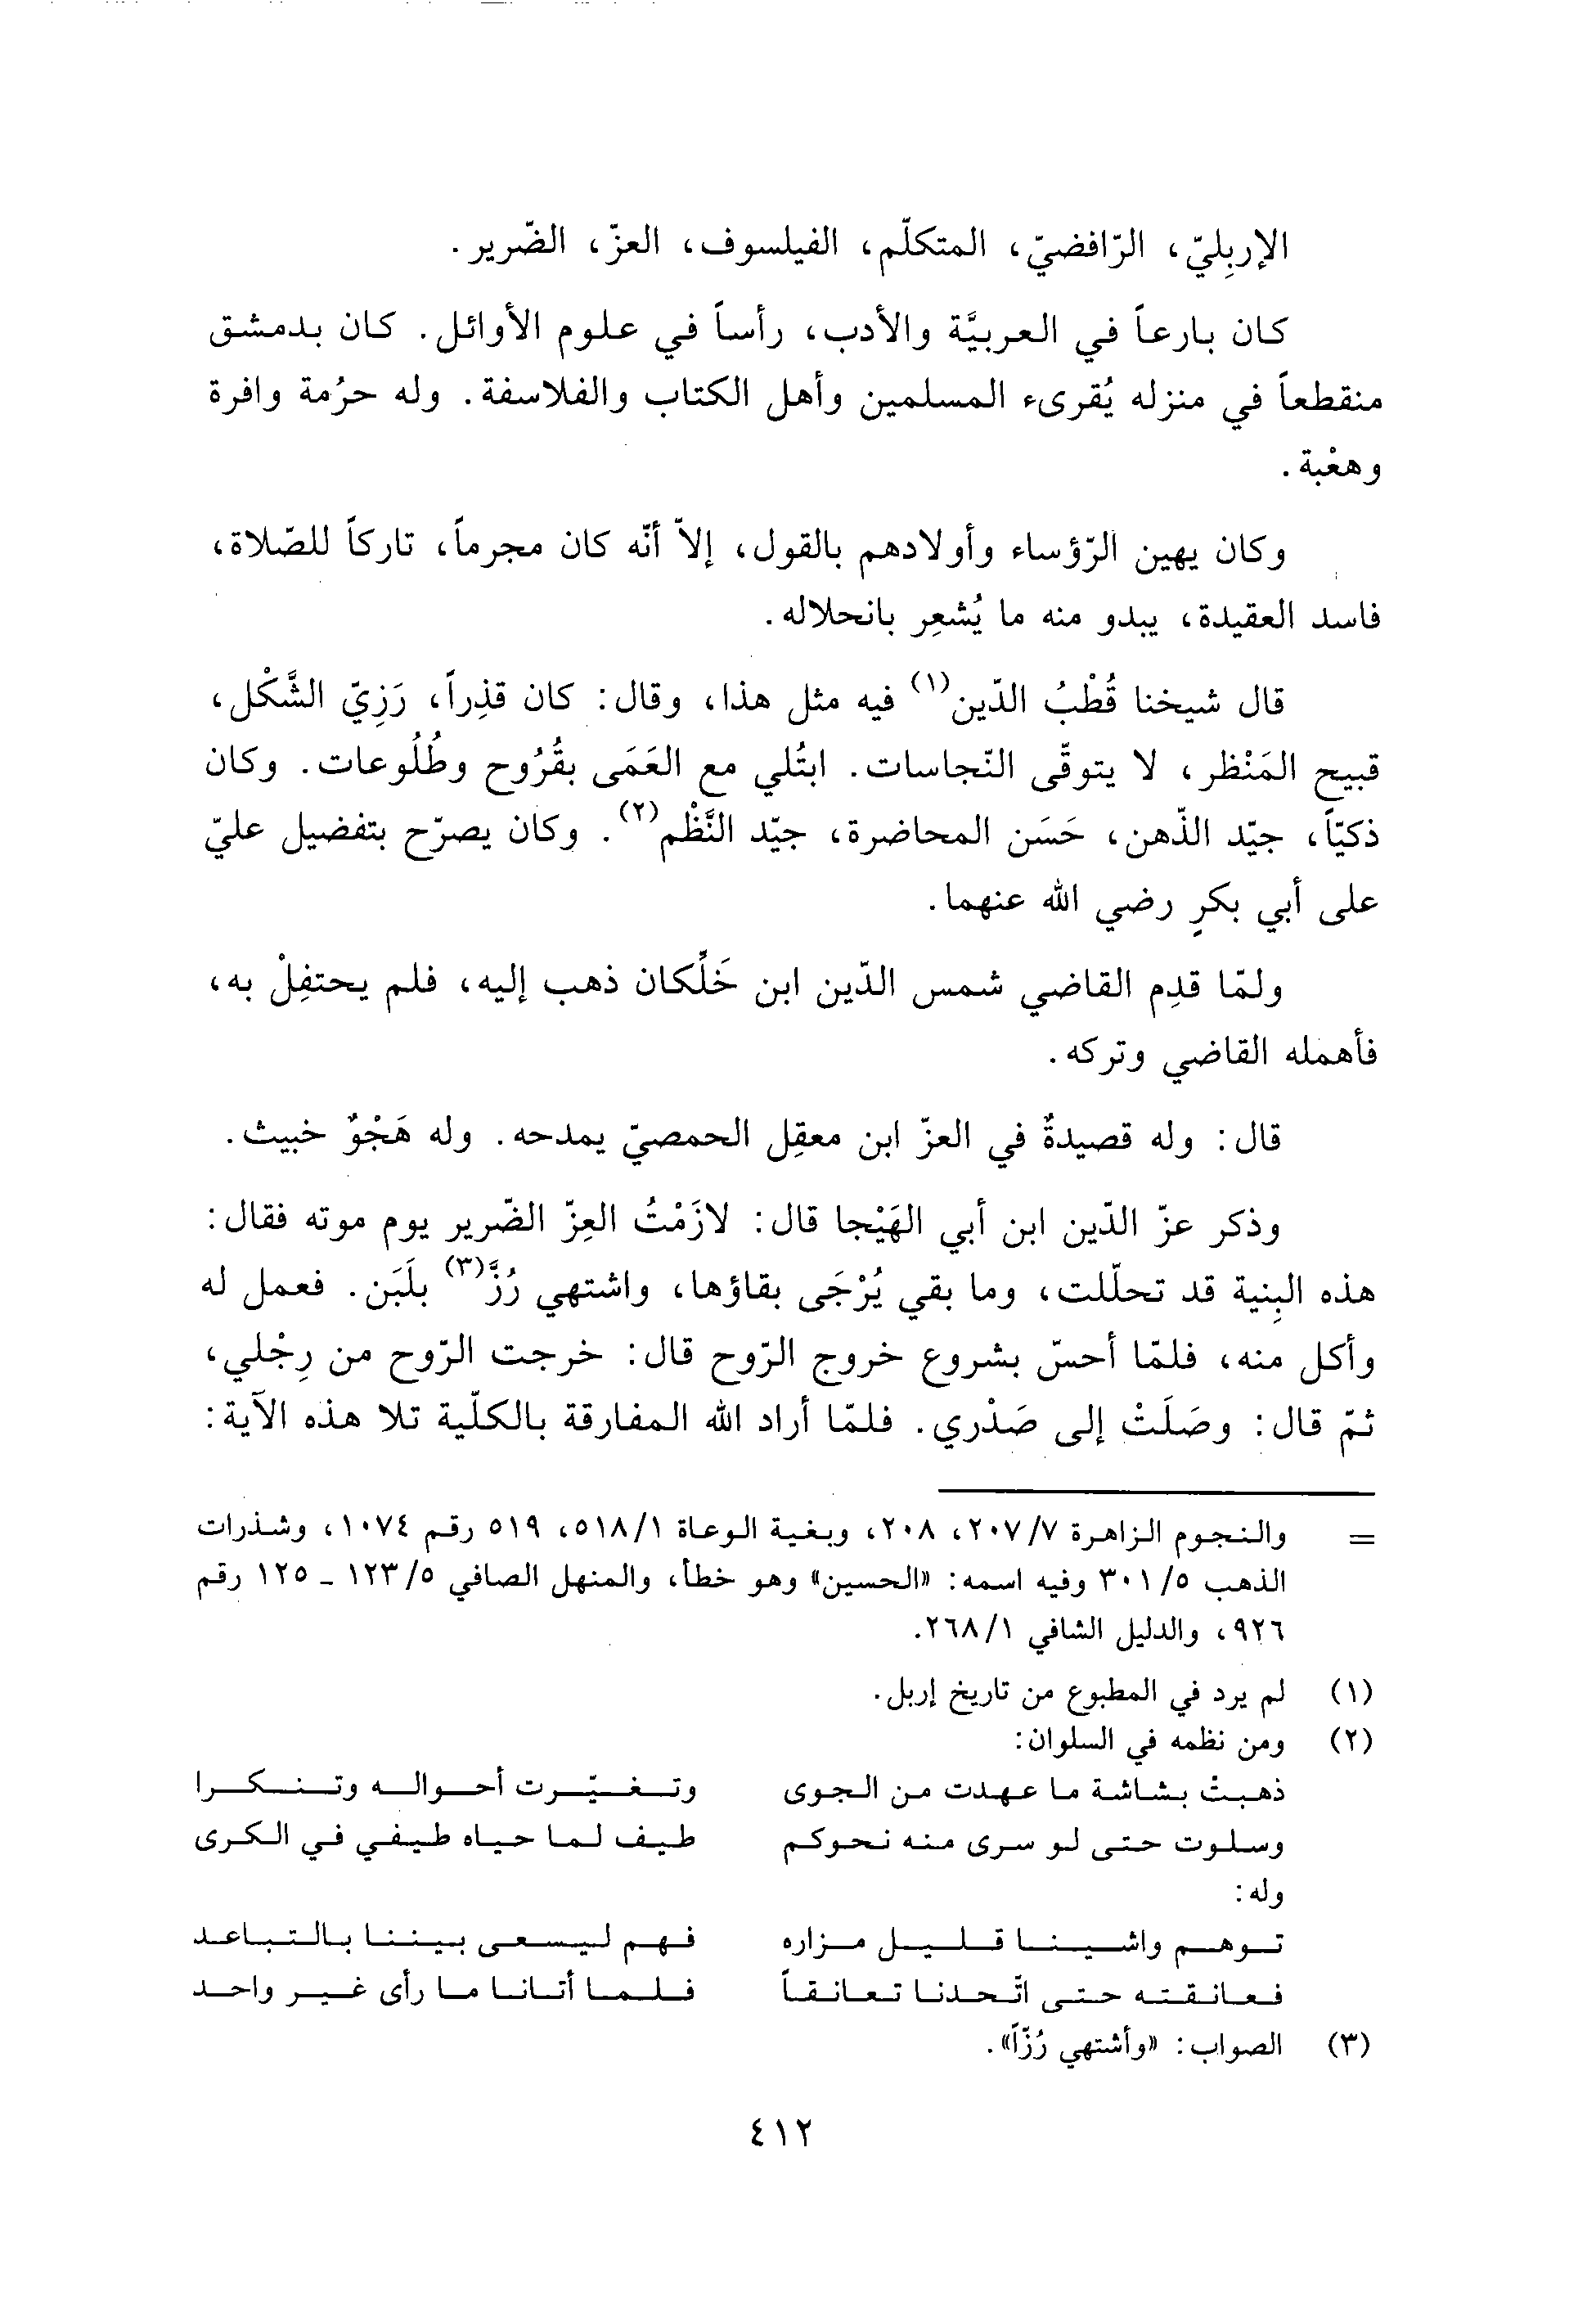 الإربِليّ، الرّافضيّ، المتكلّم، الفيلسوف، العزّ، الضّرير.
كان بارعاً في العربيَّة والأدب، رأساً في علوم الأوائل. كان بدمشق
منقطعاً في منزله يُقرىء المسلمين وأهل الكتاب والفلاسفة. وله حرُمة وافرة
وهعْبة.
وكان يهين الرّؤساء وأولادهم بالقول، إلاّ أنّه كان مجرماً، تاركاً للصّلاة،
فاسد العقيدة، يبدو منه ما يُشعِر بانحلاله.
قال شيخنا قُطْبُ الدّين(١) فيه مثل هذا، وقال: كان قذِراً، رَزِيّ الشَّكْل،
قبيح المَنْظر، لا يتوقّى النّجاسات. ابتُلي مع العَمَى بقُرُوح وطُلُوعات. وكان
ذكيّاً، جيّد الذّهن، حَسَن المحاضرة، جيّد النَّظْم(٢). وكان يصرّح بتفضيل عليّ
على أبي بكرٍ رضي الله عنهما.
ولمّا قدِم القاضي شمس الدّين ابن خَلِّكان ذهب إليه، فلم يحتفِلْ به،
فأهمله القاضي وتركه.
قال: وله قصيدةٌ في العزّ ابن معقِل الحمصيّ يمدحه. وله هَجْوٌ خبيث.
وذكر عزّ الدّين ابن أبي الهَيْجا قال: لازَمْتُ العِزّ الضّرير يوم موته فقال:
هذه البِنية قد تحلّلت، وما بقي يُرْجَى بقاؤها، واشتهي رُزَّ(٣) بلَبَن. فعمل له
وأكل منه، فلمّا أحسّ بشروع خروج الرّوح قال: خرجت الرّوح من رِجْلي،
ثمّ قال: وصَلَتْ إلى صَدْري. فلمّا أراد الله المفارقة بالكلّية تلا هذه الآية:
= والنجوم الزاهرة ٢٠٧/٧، ٢٠٨، وبغية الوعاة ٥١٨/١، ٥١٩ رقم ١٠٧٤، وشذرات
الذهب ٣٠١/٥ وفيه اسمه: «الحسين» وهو خطأ، والمنهل الصافي ١٢٣/٥ ـ ١٢٥ رقم
٩٢٦، والدليل الشافي ٢٦٨/١.
(١) لم يرد في المطبوع من تاريخ إربل.
(٢) ومن نظمه في السلوان:
ذهبتْ بشاشة ما عهدت من الجوى وتغيّرت أحواله وتنكرا
وسلوت حتى لو سرى منه نحوكم طيف لما حياه طيفي في الكرى
وله:
توهم واشينا قليل مزاره فهم ليسعى بيننا بالتباعد
فعانقته حتى اتّحدنا تعانقاً فلما أتانا ما رأى غير واحد
(٣) الصواب: «وأشتهي رُزّاً».
٤١٢